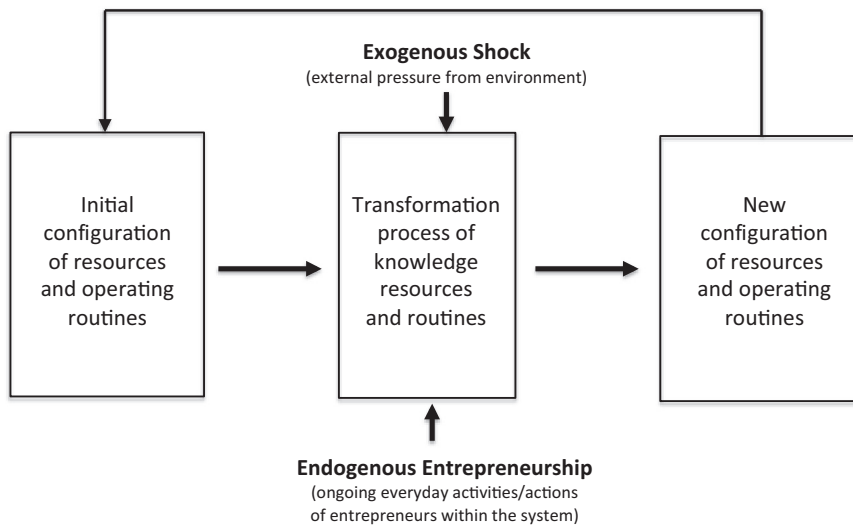 Exogenous Shock
(external pressure from environment)
Initial
configuration
of resources
and operating
routines
Transformation
process of
knowledge
resources
and routines
New
configuration
of resources
and operating
routines
Endogenous Entrepreneurship
(ongoing everyday activities/actions
of entrepreneurs within the system)